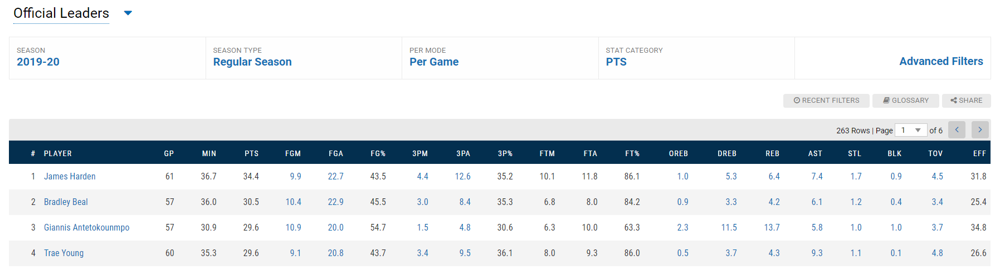 Official Leaders
SEASON SEASON TYPE PER MODE STAT CATEGORY
2019-20 Regular Season Per Game PTS Advanced Filters
RECENT FILTERS GLOSSARY SHARE
263 Rows | Page 1 of 6
# PLAYER GP MIN PTS FGM FGA FG% 3PM 3PA 3P% FTM FTA FT% OREB DREB REB AST STL BLK TOV EFF
1 James Harden 61 36.7 34.4 9.9 22.7 43.5 4.4 12.6 35.2 10.1 11.8 86.1 1.0 5.3 6.4 7.4 1.7 0.9 4.5 31.8
2 Bradley Beal 57 36.0 30.5 10.4 22.9 45.5 3.0 8.4 35.3 6.8 8.0 84.2 0.9 3.3 4.2 6.1 1.2 0.4 3.4 25.4
3 Giannis Antetokounmpo 57 30.9 29.6 10.9 20.0 54.7 1.5 4.8 30.6 6.3 10.0 63.3 2.3 11.5 13.7 5.8 1.0 1.0 3.7 34.8
4 Trae Young 60 35.3 29.6 9.1 20.8 43.7 3.4 9.5 36.1 8.0 9.3 86.0 0.5 3.7 4.3 9.3 1.1 0.1 4.8 26.6